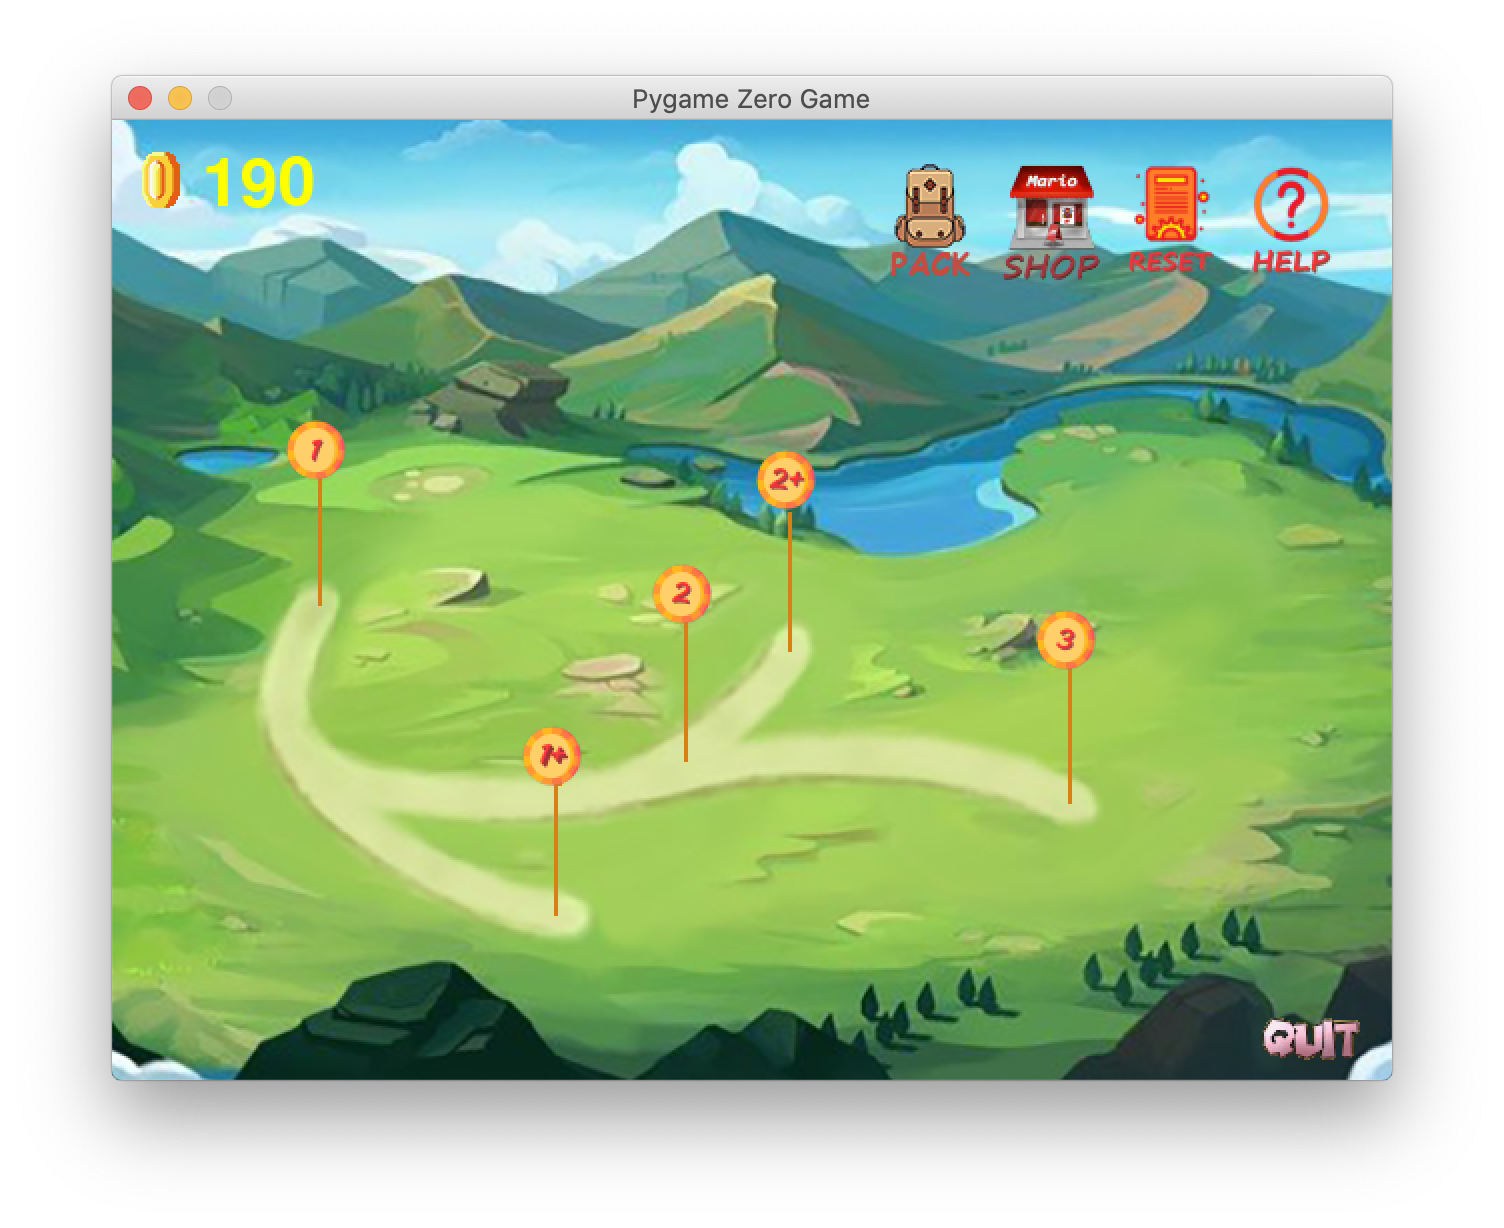 Pygame Zero Game
190
Mario
PACK
SHOP
RESET
HELP
1
2+
2
3
1+
QUIT